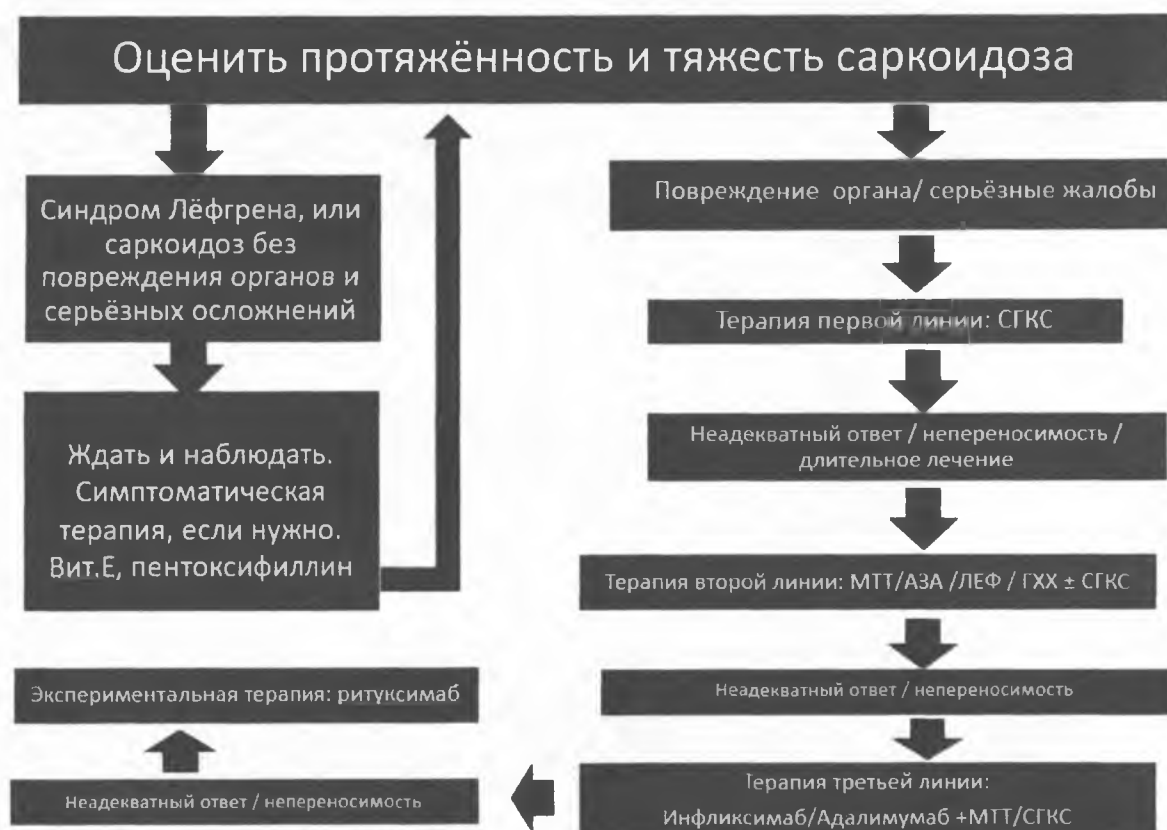 Оценить протяжённость и тяжесть саркоидоза
Синдром Лёфгрена, или
саркоидоз без
повреждения органов и
серьёзных осложнений
Ждать и наблюдать.
Симптоматическая
терапия, если нужно.
Вит.Е, пентоксифиллин
Повреждение органа/ серьёзные жалобы
Терапия первой линии: СГКС
Неадекватный ответ / непереносимость /
длительное лечение
Терапия второй линии: МТТ/АЗА /ЛЕФ / ГХХ ± СГКС
Неадекватный ответ / непереносимость
Терапия третьей линии:
Инфликсимаб/Адалимумаб +МТТ/СГКС
Неадекватный ответ / непереносимость
Экспериментальная терапия: ритуксимаб